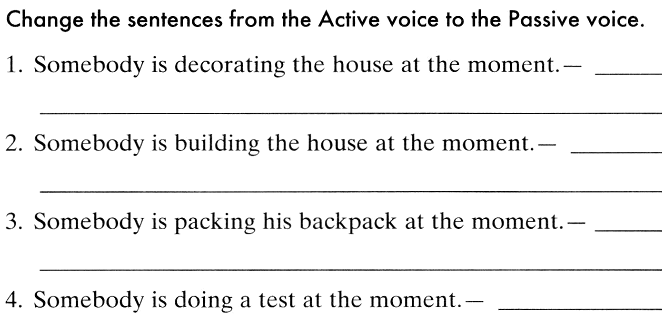 Change the sentences from the Active voice to the Passive voice.
1. Somebody is decorating the house at the moment.—
2. Somebody is building the house at the moment.—
3. Somebody is packing his backpack at the moment.—
4. Somebody is doing a test at the moment.—